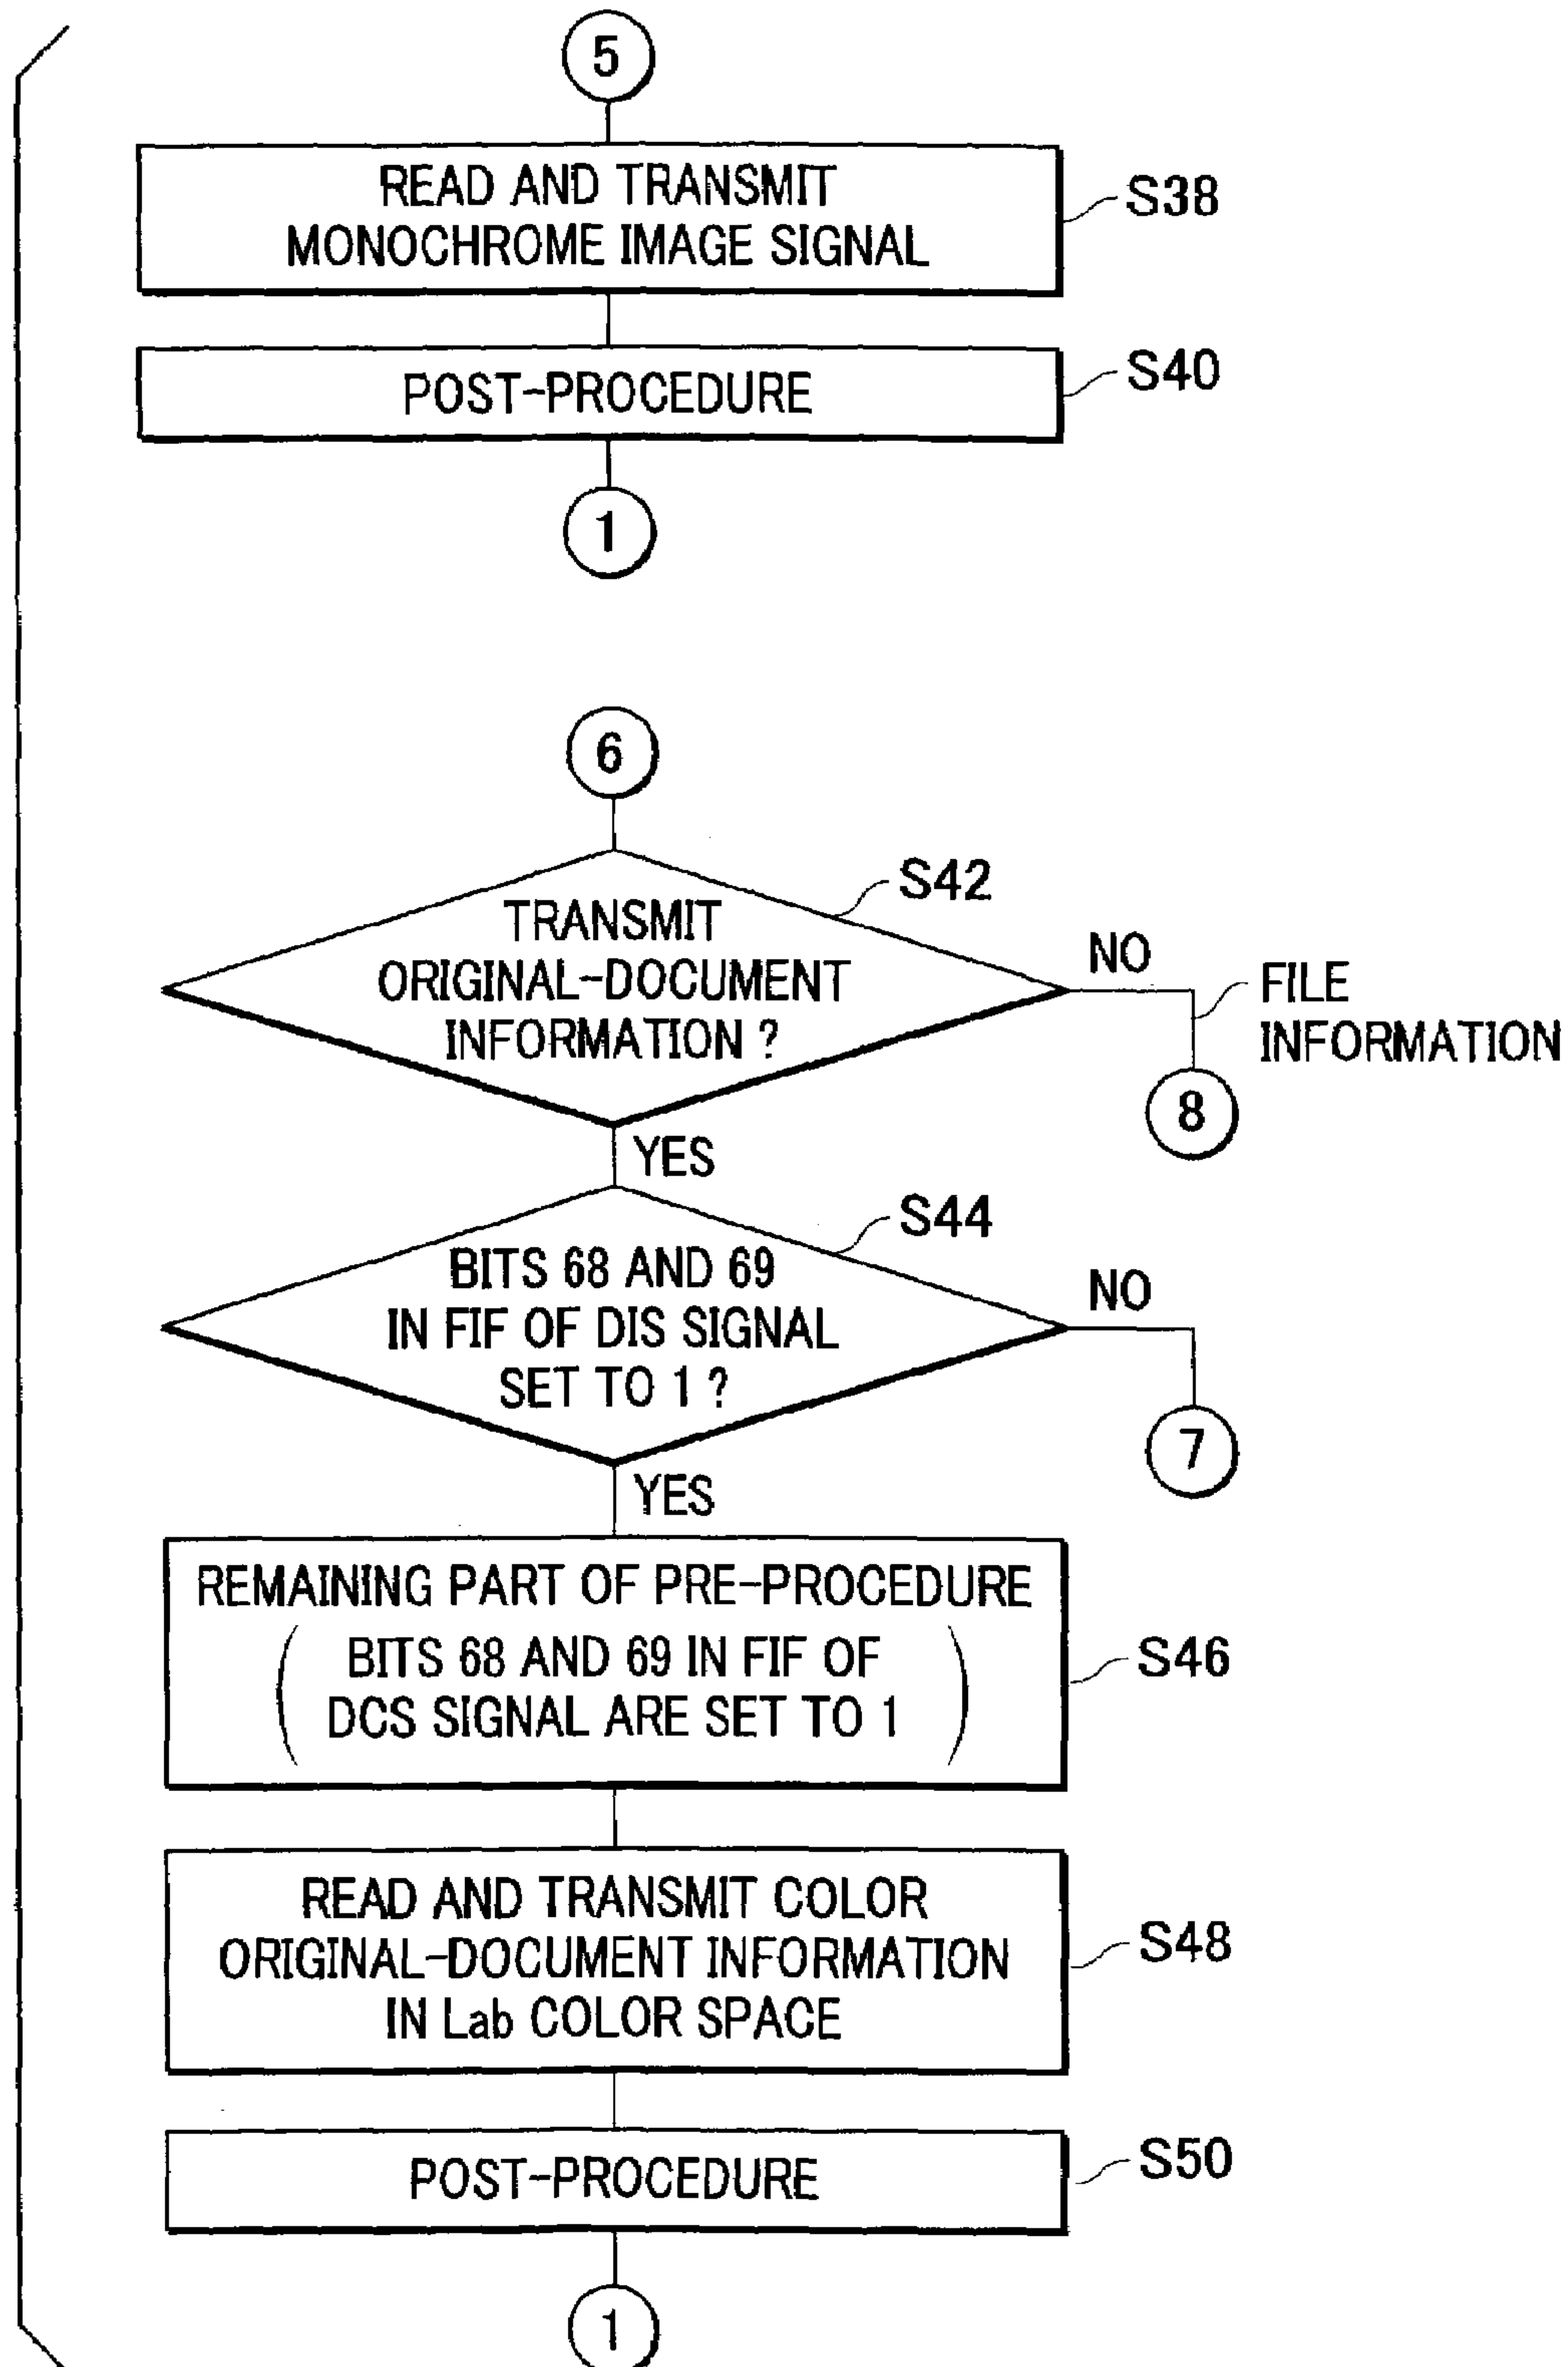 5
READ AND TRANSMIT
MONOCHROME IMAGE SIGNAL
S38
POST-PROCEDURE
S40
1
6
S42
TRANSMIT
ORIGINAL-DOCUMENT
INFORMATION ?
NO
FILE
INFORMATION
8
YES
S44
BITS 68 AND 69
IN FIF OF DIS SIGNAL
SET TO 1 ?
NO
7
YES
REMAINING PART OF PRE-PROCEDURE
( BITS 68 AND 69 IN FIF OF
DCS SIGNAL ARE SET TO 1 )
S46
READ AND TRANSMIT COLOR
ORIGINAL-DOCUMENT INFORMATION
IN Lab COLOR SPACE
S48
POST-PROCEDURE
S50
1